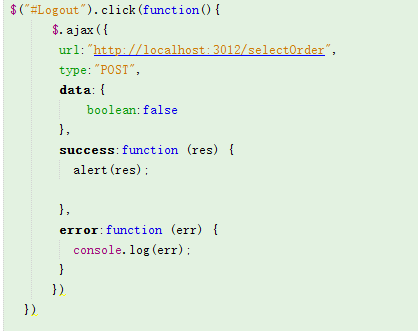 $("#Logout").click(function(){
$.ajax({
url:"http://localhost:3012/selectOrder",
type:"POST",
data:{
boolean:false
},
success:function (res) {
alert(res);
},
error:function (err) {
console.log(err);
}
})
})